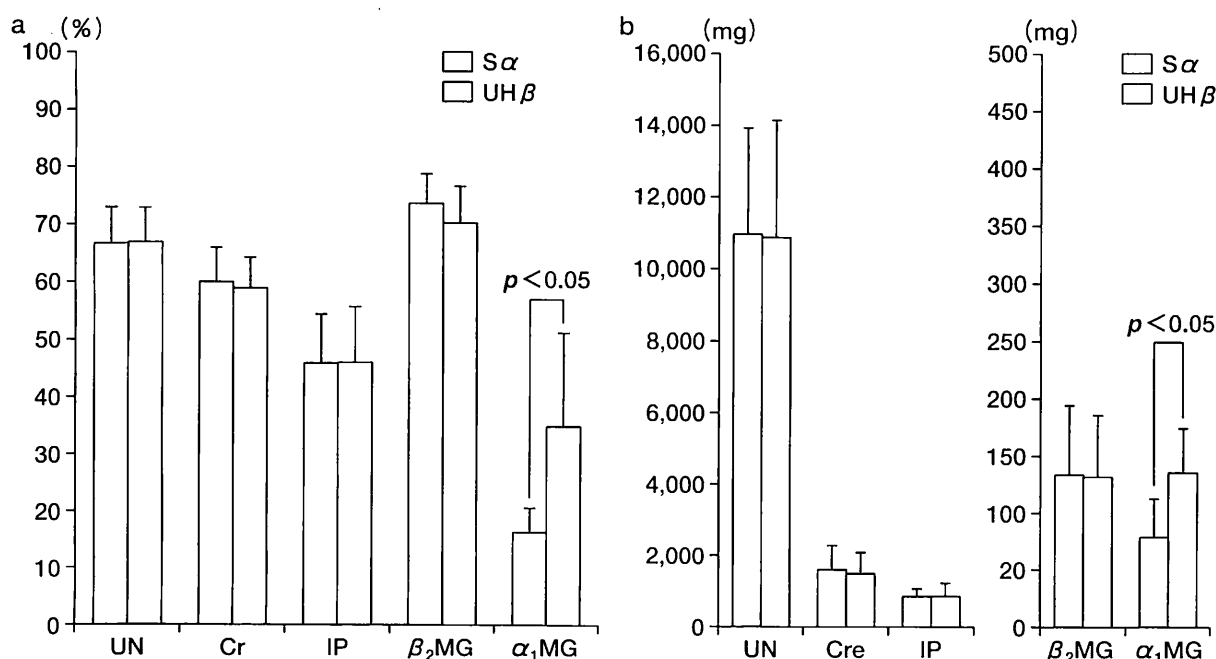 a (%)
100
90
80
70
60
50
40
30
20
10
0
Sα
UHβ
p<0.05
UN Cr IP β₂MG α₁MG
b (mg)
16,000
14,000
12,000
10,000
8,000
6,000
4,000
2,000
0
UN Cre IP
(mg)
500
450
400
350
300
250
200
150
100
20
0
Sα
UHβ
p<0.05
β₂MG α₁MG